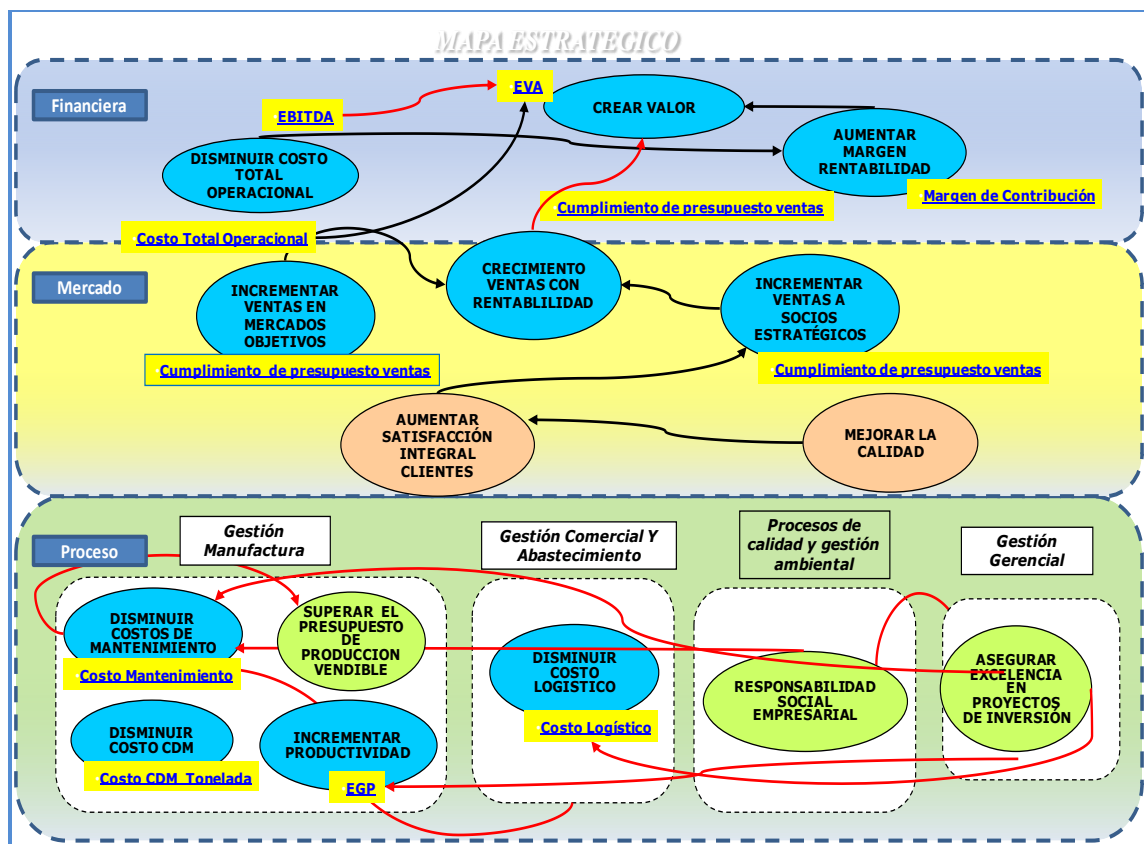 MAPA ESTRATEGICO
Financiera
EVA
EBITDA
CREAR VALOR
DISMINUIR COSTO
TOTAL
OPERACIONAL
AUMENTAR
MARGEN
RENTABILIDAD
Cumplimiento de presupuesto ventas
Margen de Contribución
Costo Total Operacional
Mercado
INCREMENTAR
VENTAS EN
MERCADOS
OBJETIVOS
CRECIMIENTO
VENTAS CON
RENTABLILIDAD
INCREMENTAR
VENTAS A
SOCIOS
ESTRATÉGICOS
Cumplimiento de presupuesto ventas
Cumplimiento de presupuesto ventas
AUMENTAR
SATISFACCIÓN
INTEGRAL
CLIENTES
MEJORAR LA
CALIDAD
Proceso
Gestión
Manufactura
Gestión Comercial Y
Abastecimiento
Procesos de
calidad y gestión
ambiental
Gestión
Gerencial
DISMINUIR
COSTOS DE
MANTENIMIENTO
Costo Mantenimiento
SUPERAR EL
PRESUPUESTO
DE
PRODUCCION
VENDIBLE
DISMINUIR
COSTO CDM
Costo CDM Tonelada
INCREMENTAR
PRODUCTIVIDAD
EGP
DISMINUIR
COSTO
LOGISTICO
Costo Logístico
RESPONSABILIDAD
SOCIAL
EMPRESARIAL
ASEGURAR
EXCELENCIA
EN
PROYECTOS
DE INVERSIÓN